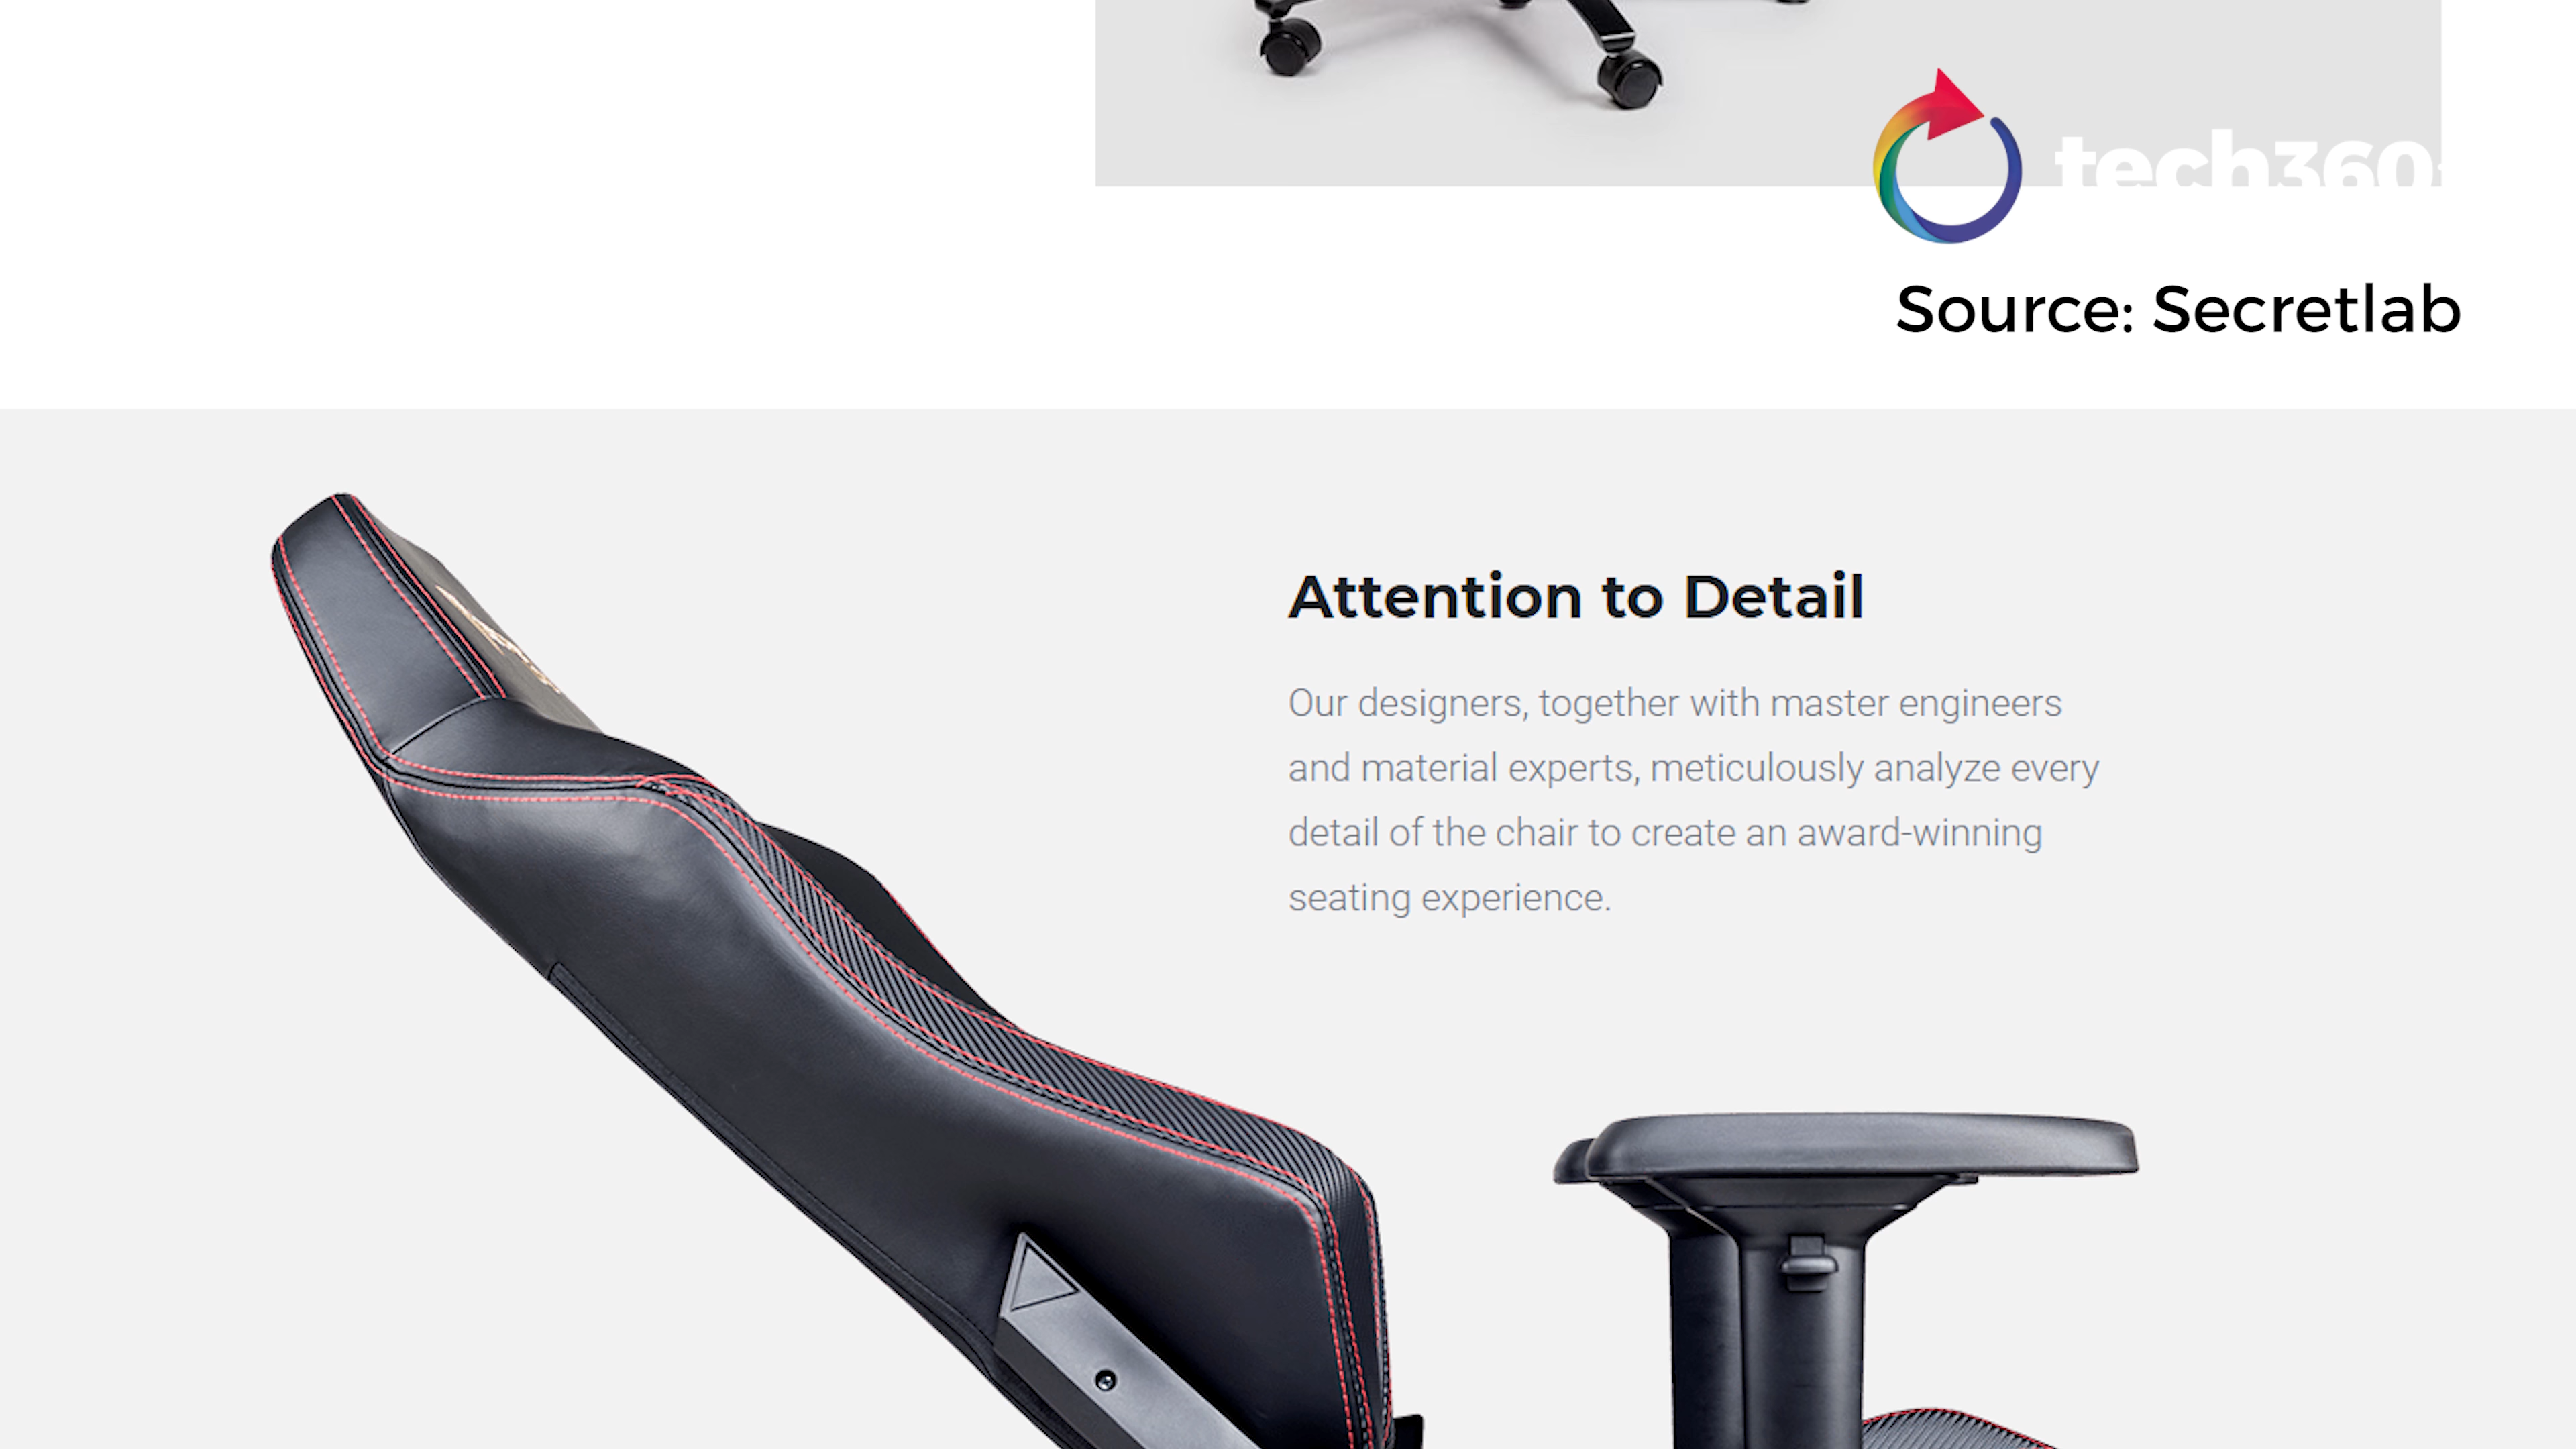 tech360
Source: Secretlab
Attention to Detail
Our designers, together with master engineers
and material experts, meticulously analyze every
detail of the chair to create an award-winning
seating experience.